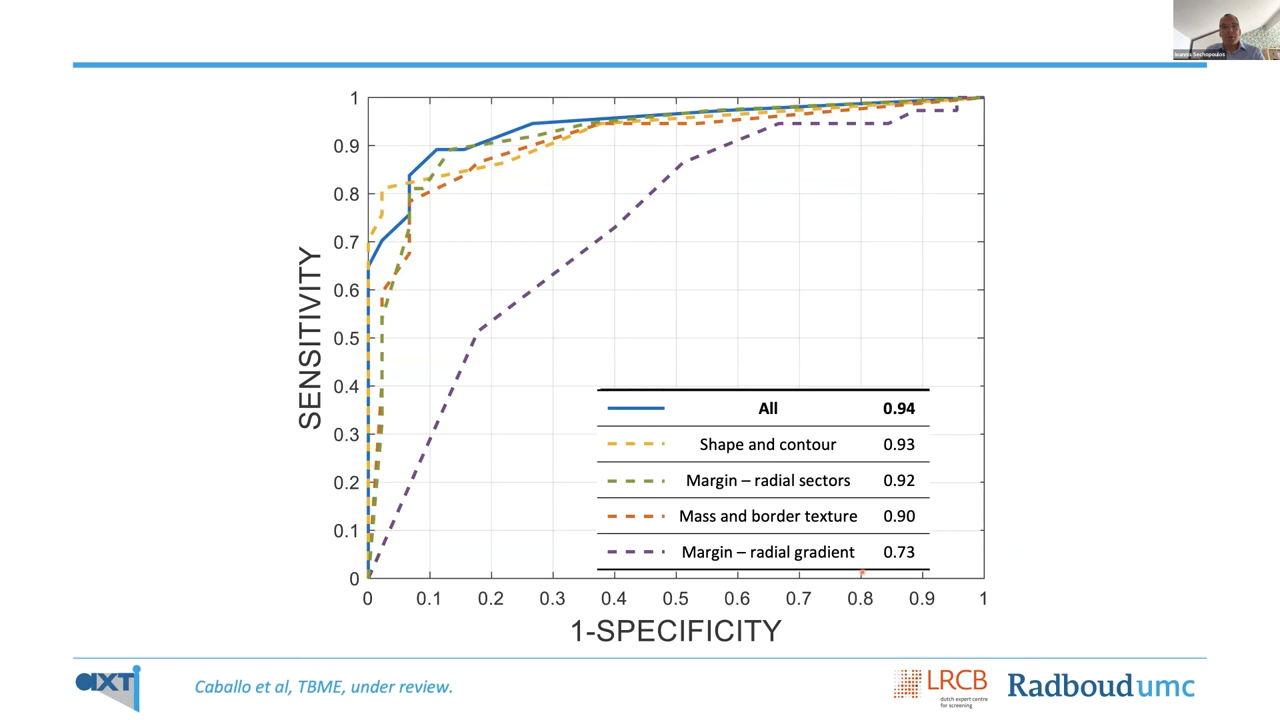 Ioannis Sechopoulos
1
0.9
0.8
0.7
0.6
0.5
0.4
0.3
0.2
0.1
0
SENSITIVITY
All 0.94
Shape and contour 0.93
Margin – radial sectors 0.92
Mass and border texture 0.90
Margin – radial gradient 0.73
0 0.1 0.2 0.3 0.4 0.5 0.6 0.7 0.8 0.9 1
1-SPECIFICITY
aixti
Caballo et al, TBME, under review.
LRCB
dutch expert centre
for screening
Radboudumc